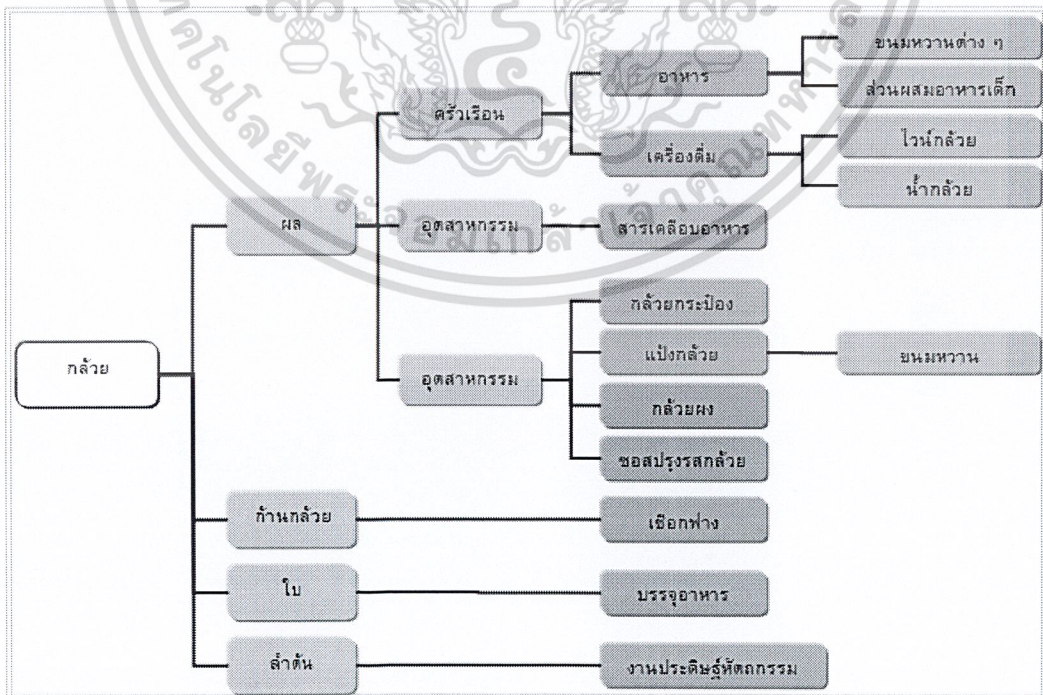 ขนมหวานต่าง ๆ
อาหาร
ส่วนผสมอาหารเด็ก
ครัวเรือน
ไวน์กล้วย
เครื่องดื่ม
น้ำกล้วย
ผล
อุตสาหกรรม
สารเคลือบอาหาร
กล้วยกระป๋อง
แป้งกล้วย
ขนมหวาน
กล้วย
อุตสาหกรรม
กล้วยผง
ซอสปรุงรสกล้วย
ก้านกล้วย
เชือกฟาง
ใบ
บรรจุอาหาร
ลำต้น
งานประดิษฐ์หัตถกรรม